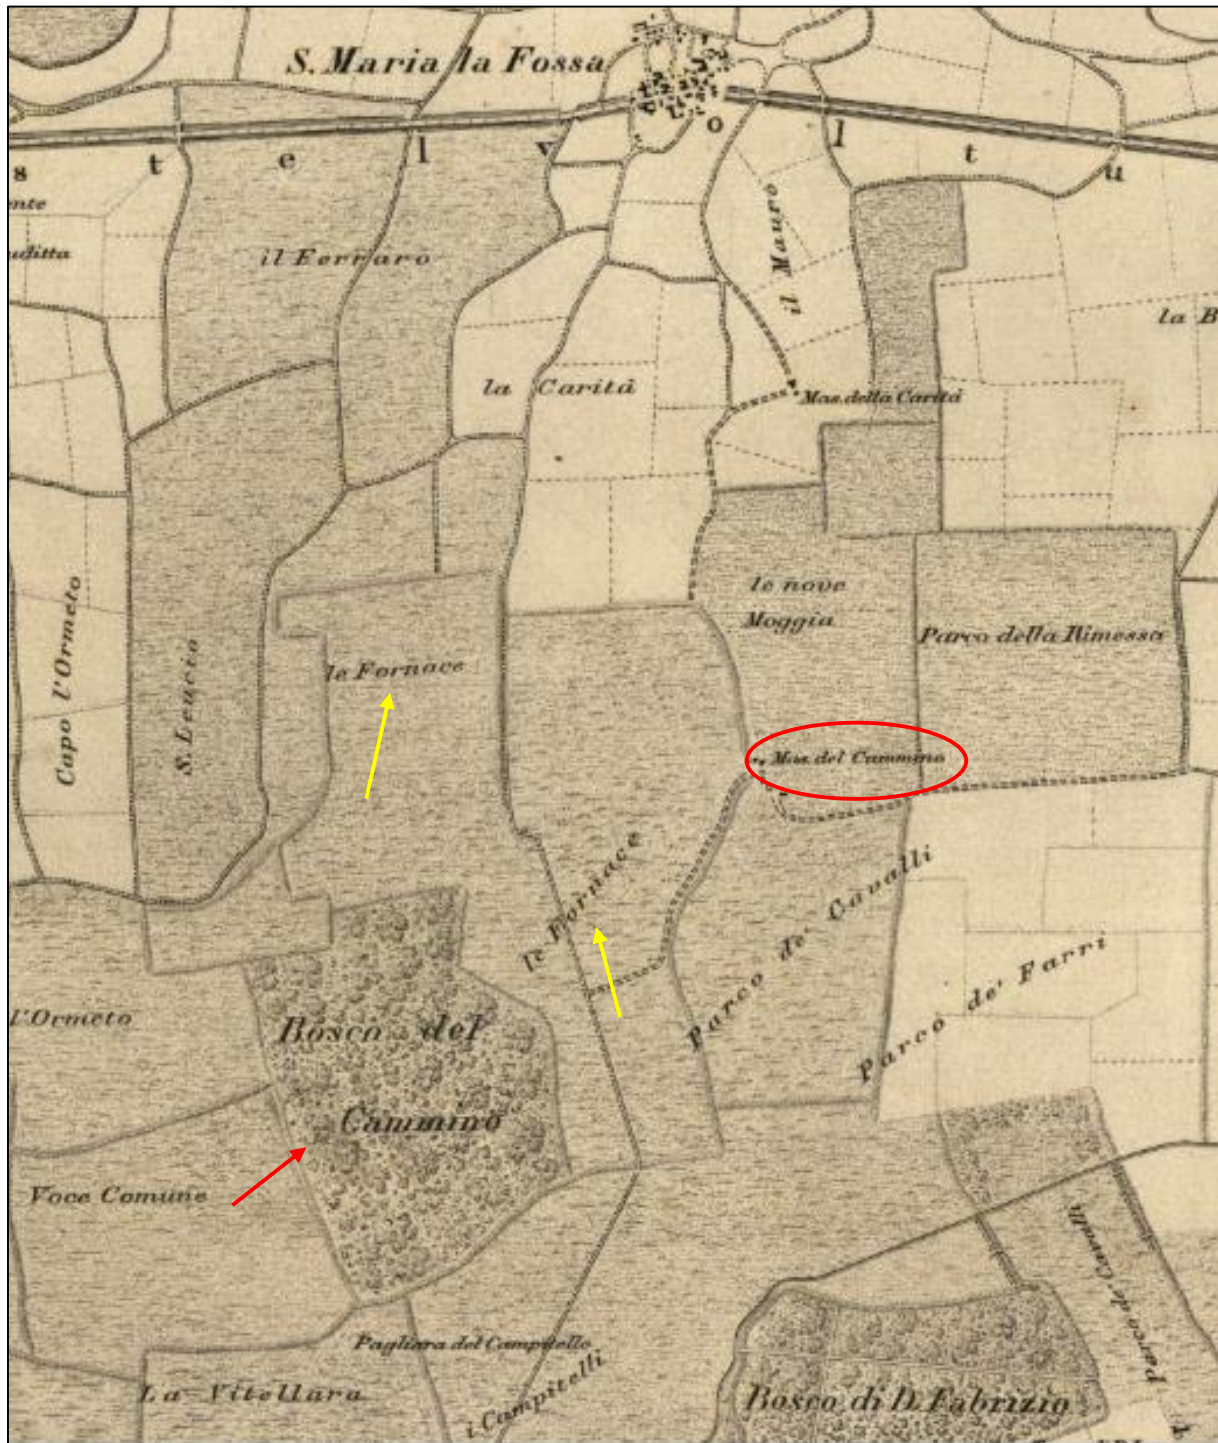 S. Maria la Fossa
s t e l v o l t u
ente
uditta
il Ferraro
il Mauro
la B
la Carità
Mas. della Carità
le nove
Moggia
Capo l'Ormeto
S. Leucio
le Fornace
Parco della Rimessa
Mas. del Cammino
le Fornace
Parco de' Cavalli
Parco de' Farri
l'Ormeto
Bosco del
Cammino
Voce Comune
Parco de' Cavalli
Pagliara del Campitello
La Vitellara
i Campitelli
Bosco di D. Fabrizio